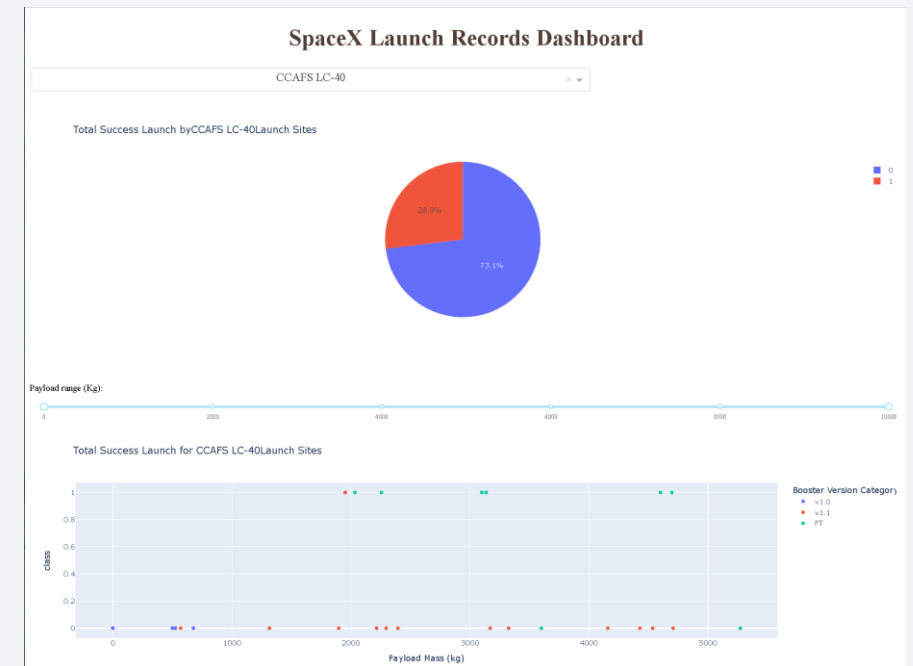 SpaceX Launch Records Dashboard
CCAFS LC-40
×
Total Success Launch byCCAFS LC-40Launch Sites
0
1
26.9%
73.1%
Payload range (Kg):
0 2000 4000 6000 8000 10000
Total Success Launch for CCAFS LC-40Launch Sites
Booster Version Category
v1.0
v1.1
FT
1
0.8
0.6
0.4
0.2
0
class
0 1000 2000 3000 4000 5000
Payload Mass (kg)